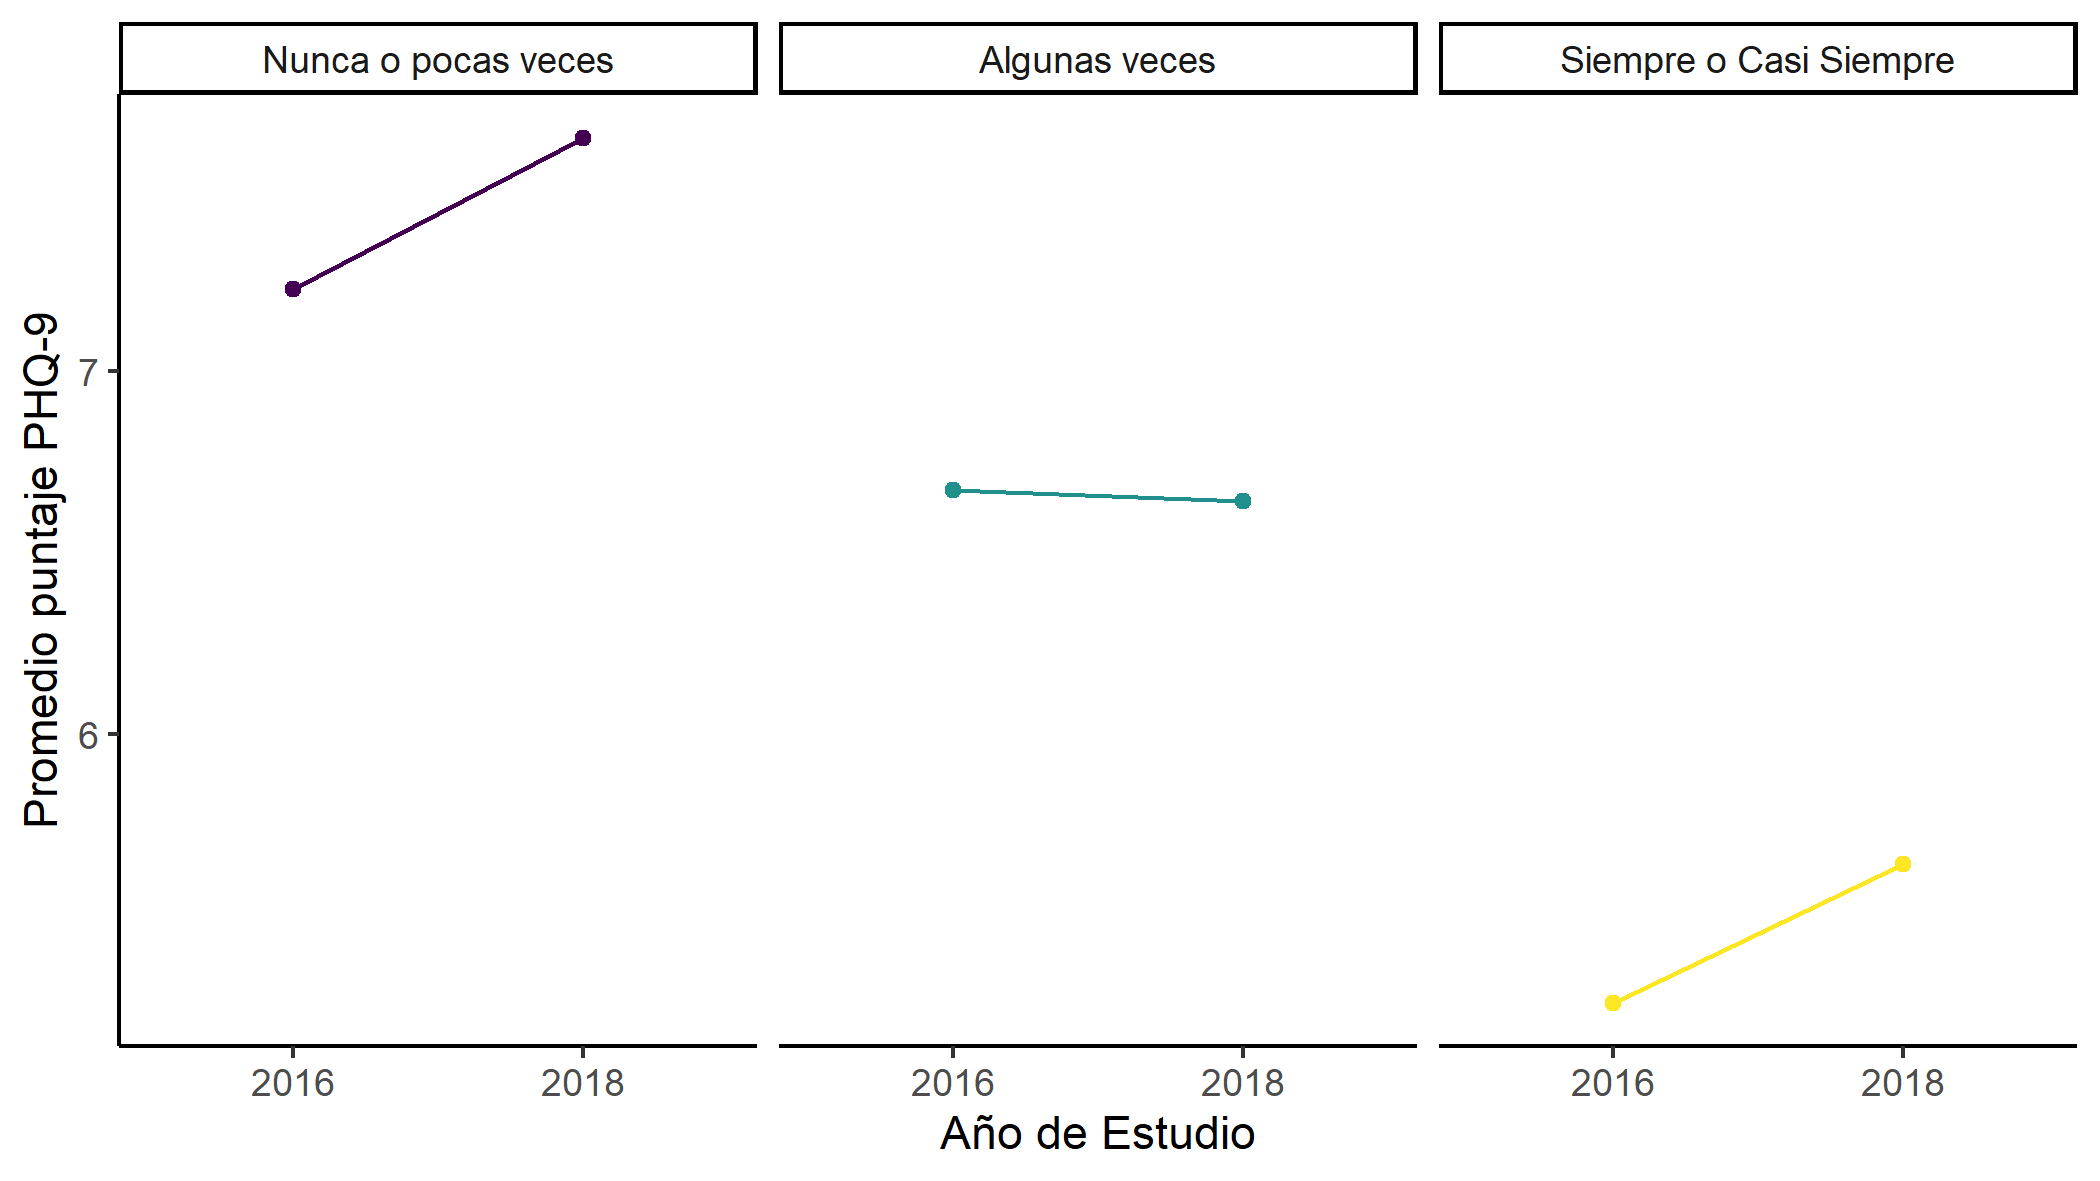 Nunca o pocas veces
Algunas veces
Siempre o Casi Siempre
Promedio puntaje PHQ-9
7
6
2016 2018
2016 2018
2016 2018
Año de Estudio